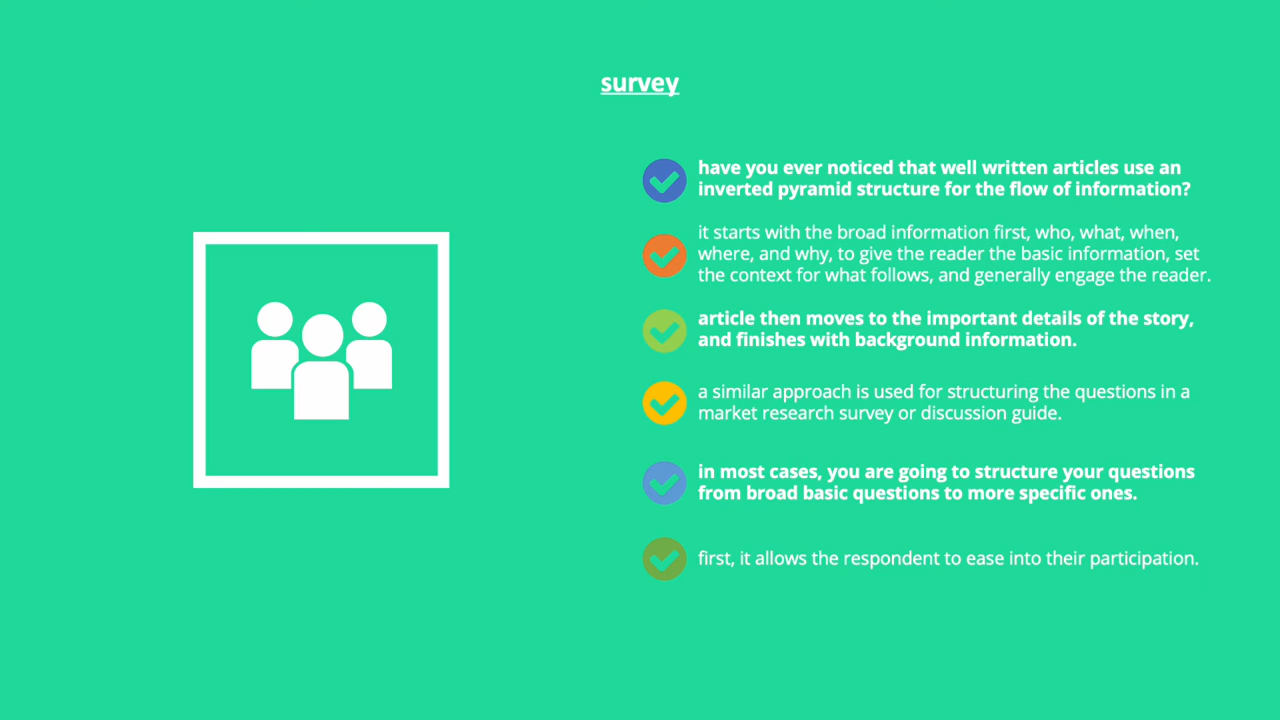 survey
have you ever noticed that well written articles use an
inverted pyramid structure for the flow of information?
it starts with the broad information first, who, what, when,
where, and why, to give the reader the basic information, set
the context for what follows, and generally engage the reader.
article then moves to the important details of the story,
and finishes with background information.
a similar approach is used for structuring the questions in a
market research survey or discussion guide.
in most cases, you are going to structure your questions
from broad basic questions to more specific ones.
first, it allows the respondent to ease into their participation.